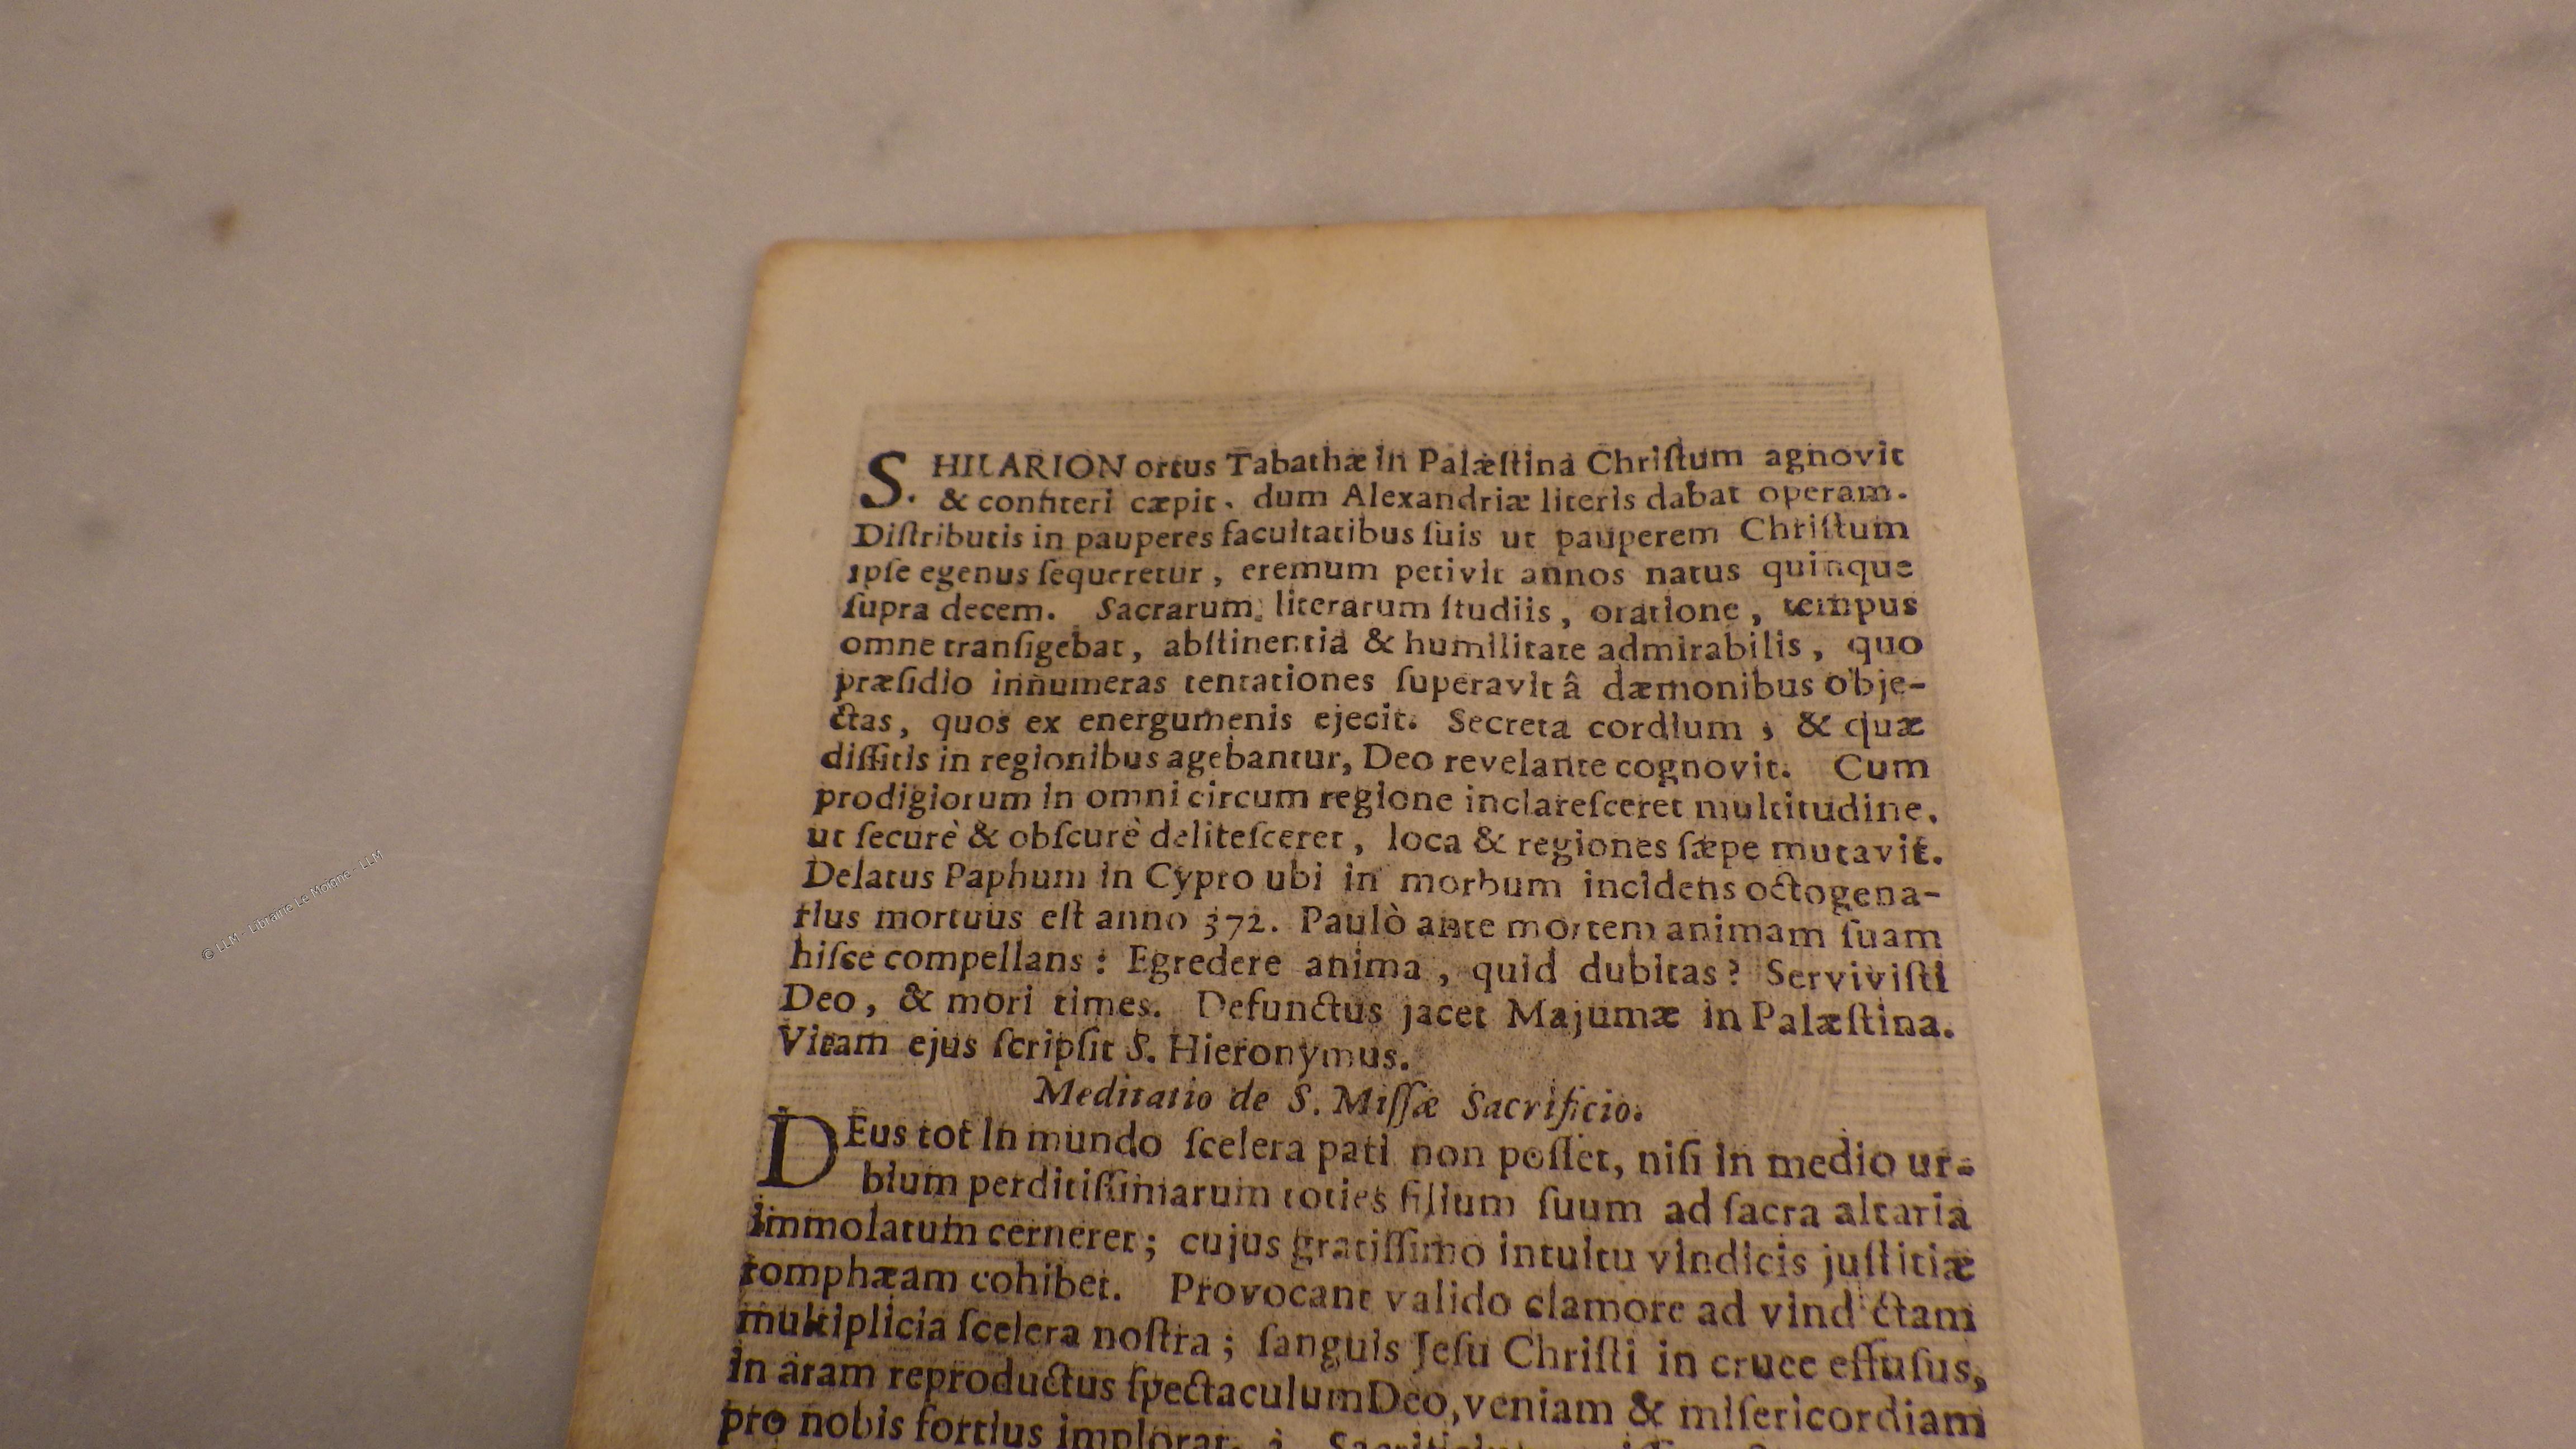 S. HILARION ortus Tabathæ in Palæſtinâ Chriſtum agnovit
& confiteri cæpit, dum Alexandriæ literis dabat operam.
Diſtributis in pauperes facultatibus ſuis ut pauperem Chriſtum
ipſe egenus ſequeretur, eremum petivit annos natus quinque
ſupra decem. Sacrarum literarum ſtudiis, oratione, tempus
omne tranſigebat, abſtinentiâ & humilitate admirabilis, quo
præſidio innumeras tentationes ſuperavit â dæmonibus obje-
ctas, quos ex energumenis ejecit. Secreta cordium, & quæ
diſſitis in regionibus agebantur, Deo revelante cognovit. Cum
prodigiorum in omni circum regione inclareſceret multitudine,
ut ſecurè & obſcurè deliteſceret, loca & regiones ſæpe mutavit.
Delatus Paphum in Cypro ubi in morbum incidens octogena-
rius mortuus eſt anno 372. Paulò ante mortem animam ſuam
hiſce compellans: Egredere anima, quid dubitas? Serviviſti
Deo, & mori times. Defunctus jacet Majumæ in Palæſtina.
Vitam ejus ſcripſit S. Hieronymus.
Meditatio de S. Miſſæ Sacrificio.
DEus tot in mundo ſcelera pati non poſſet, niſi in medio ur-
bium perditiſſimarum toties filium ſuum ad ſacra altaria
immolatum cerneret; cujus gratiſſimo intuitu vindicis juſtitiæ
romphæam cohibet. Provocant valido clamore ad vindictam
multiplicia ſcelera noſtra; ſanguis Jeſu Chriſti in cruce effuſus,
in aram reproductus ſpectaculum Deo, veniam & miſericordiam
pro nobis fortius implorat.
© LLM - Librairie Le Moigne - LLM